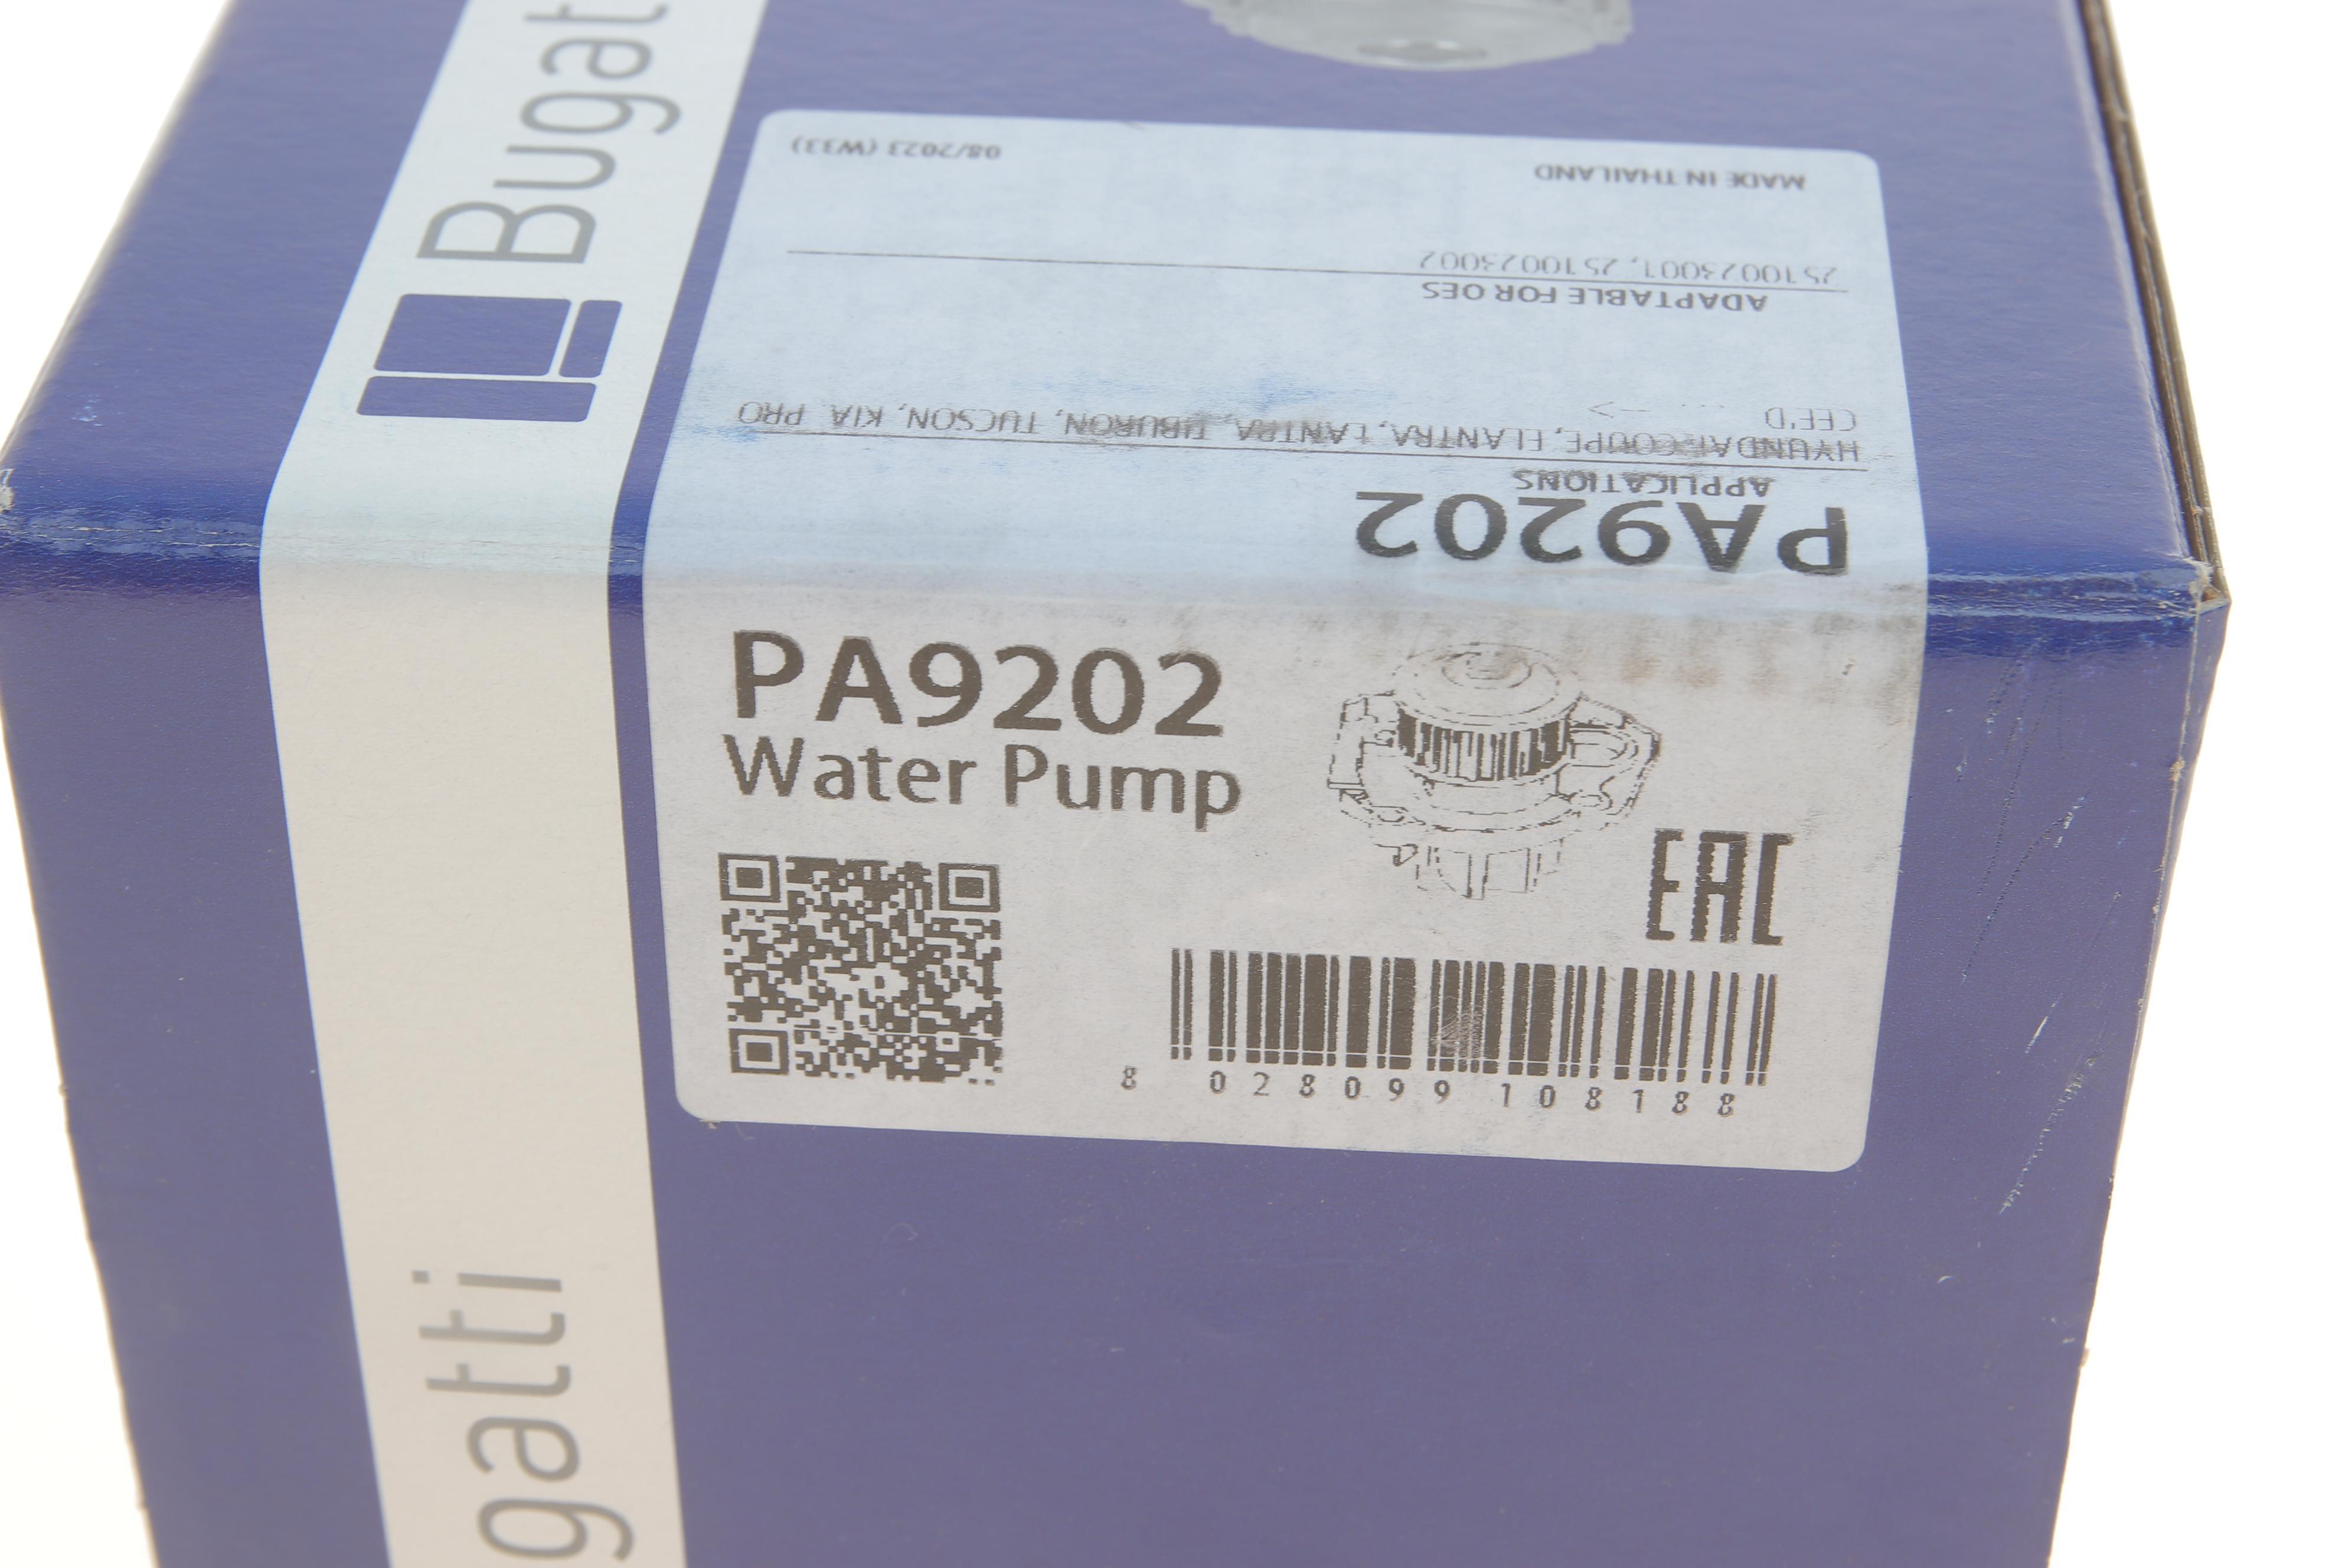 Bugat
PA9202
APPLICATIONS
HYUNDAI COUPE, ELANTRA, LANTRA, TIBURON, TUCSON, KIA PRO
CEE'D ... -->
ADAPTABLE FOR OES
2510023001, 2510023002
MADE IN THAILAND 08/2023 (W33)
PA9202
Water Pump
EAC
8 028099 108188
gatti